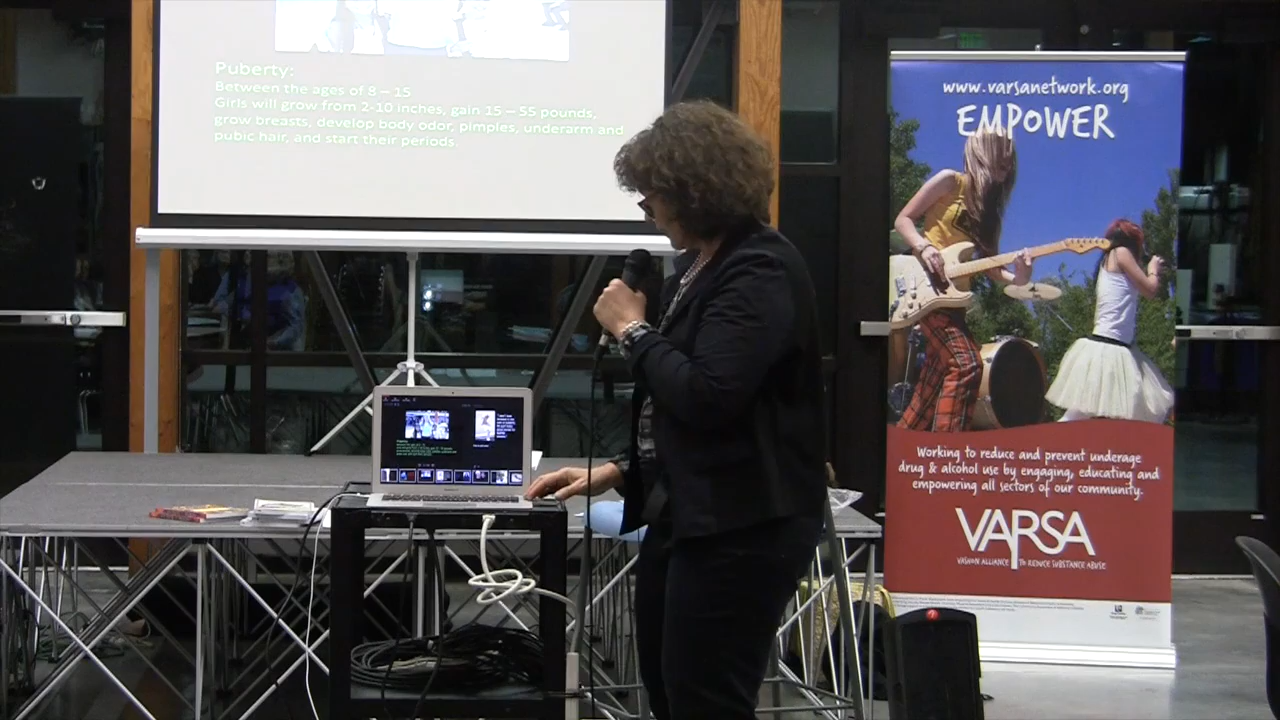 Puberty:
Between the ages of 8 – 15
Girls will grow from 2-10 inches, gain 15 – 55 pounds,
grow breasts, develop body odor, pimples, underarm and
pubic hair, and start their periods.
www.varsanetwork.org
EMPOWER
Working to reduce and prevent underage
drug & alcohol use by engaging, educating and
empowering all sectors of our community.
VARSA
VASHON ALLIANCE TO REDUCE SUBSTANCE ABUSE